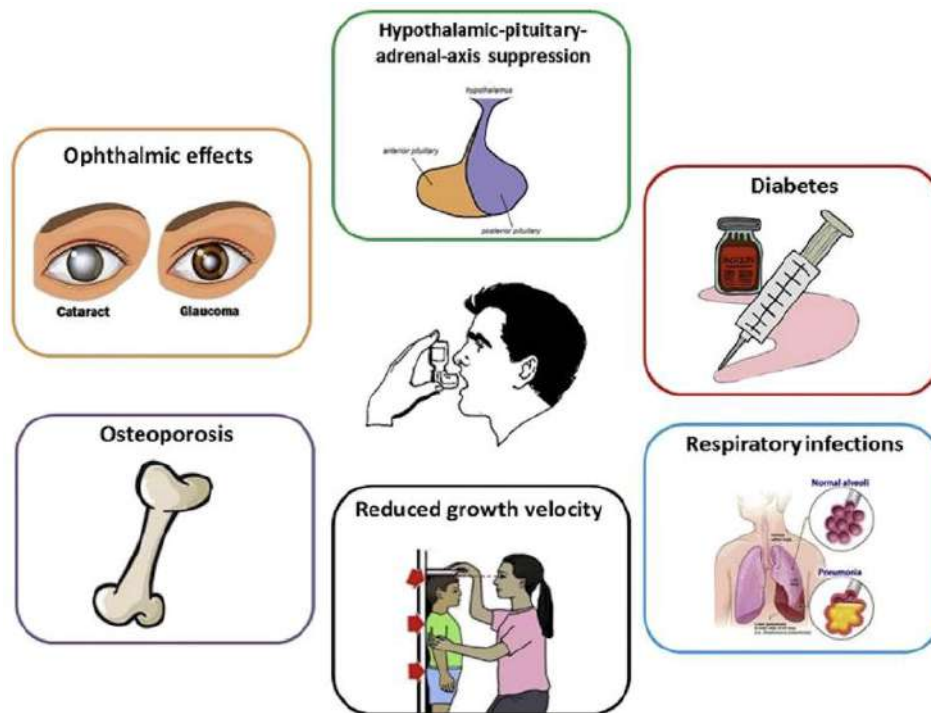 Hypothalamic-pituitary-
adrenal-axis suppression
hypothalamus
anterior pituitary
posterior pituitary
Ophthalmic effects
Cataract
Glaucoma
Diabetes
INSULIN
Osteoporosis
Reduced growth velocity
Respiratory infections
Normal alveoli
Pneumonia